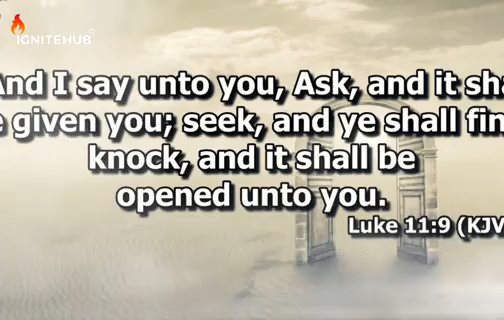 IGNITEHUB
And I say unto you, Ask, and it sha
e given you; seek, and ye shall fin
knock, and it shall be
opened unto you.
Luke 11:9 (KJV